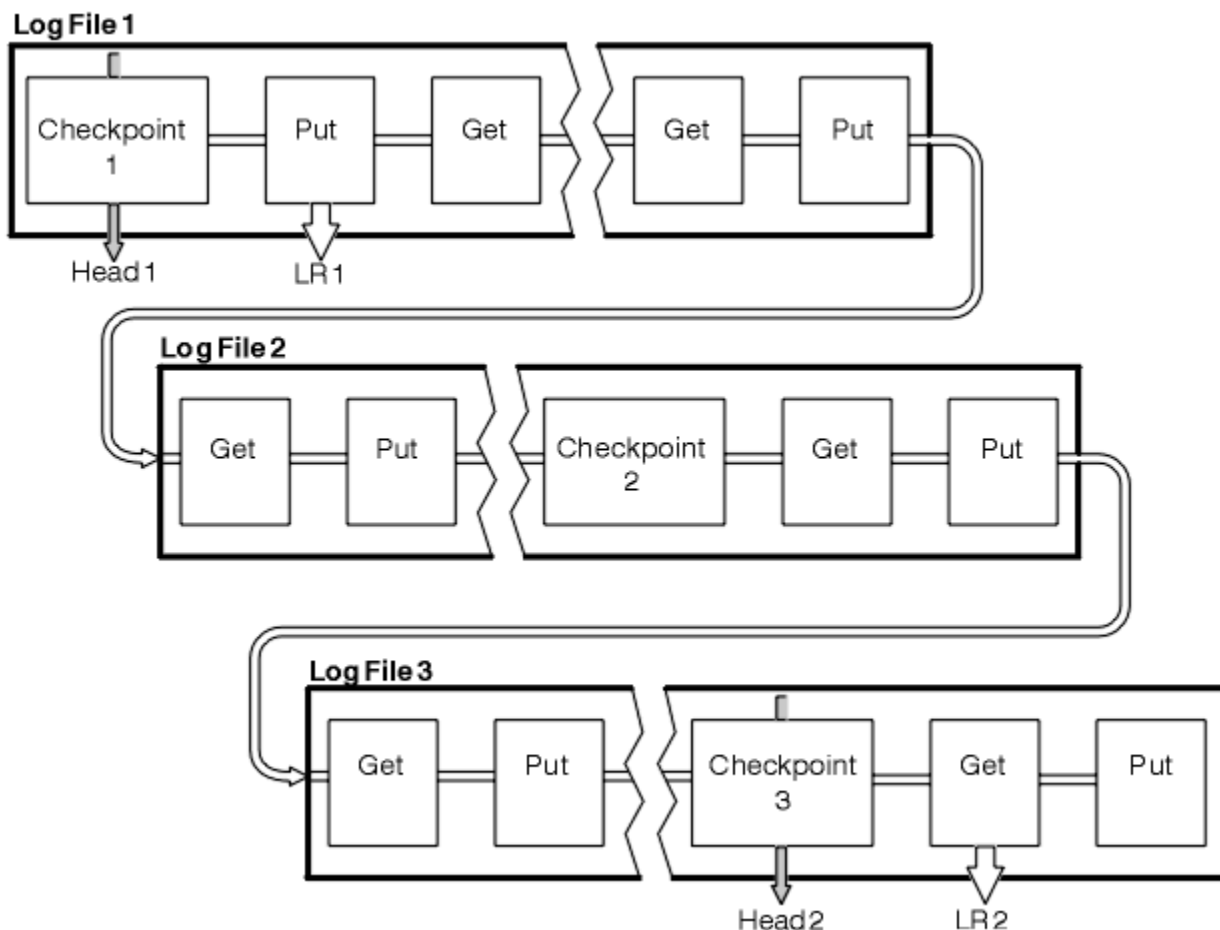 Log File 1
Checkpoint
1
Put
Get
Get
Put
Head 1
LR 1
Log File 2
Get
Put
Checkpoint
2
Get
Put
Log File 3
Get
Put
Checkpoint
3
Get
Put
Head 2
LR 2